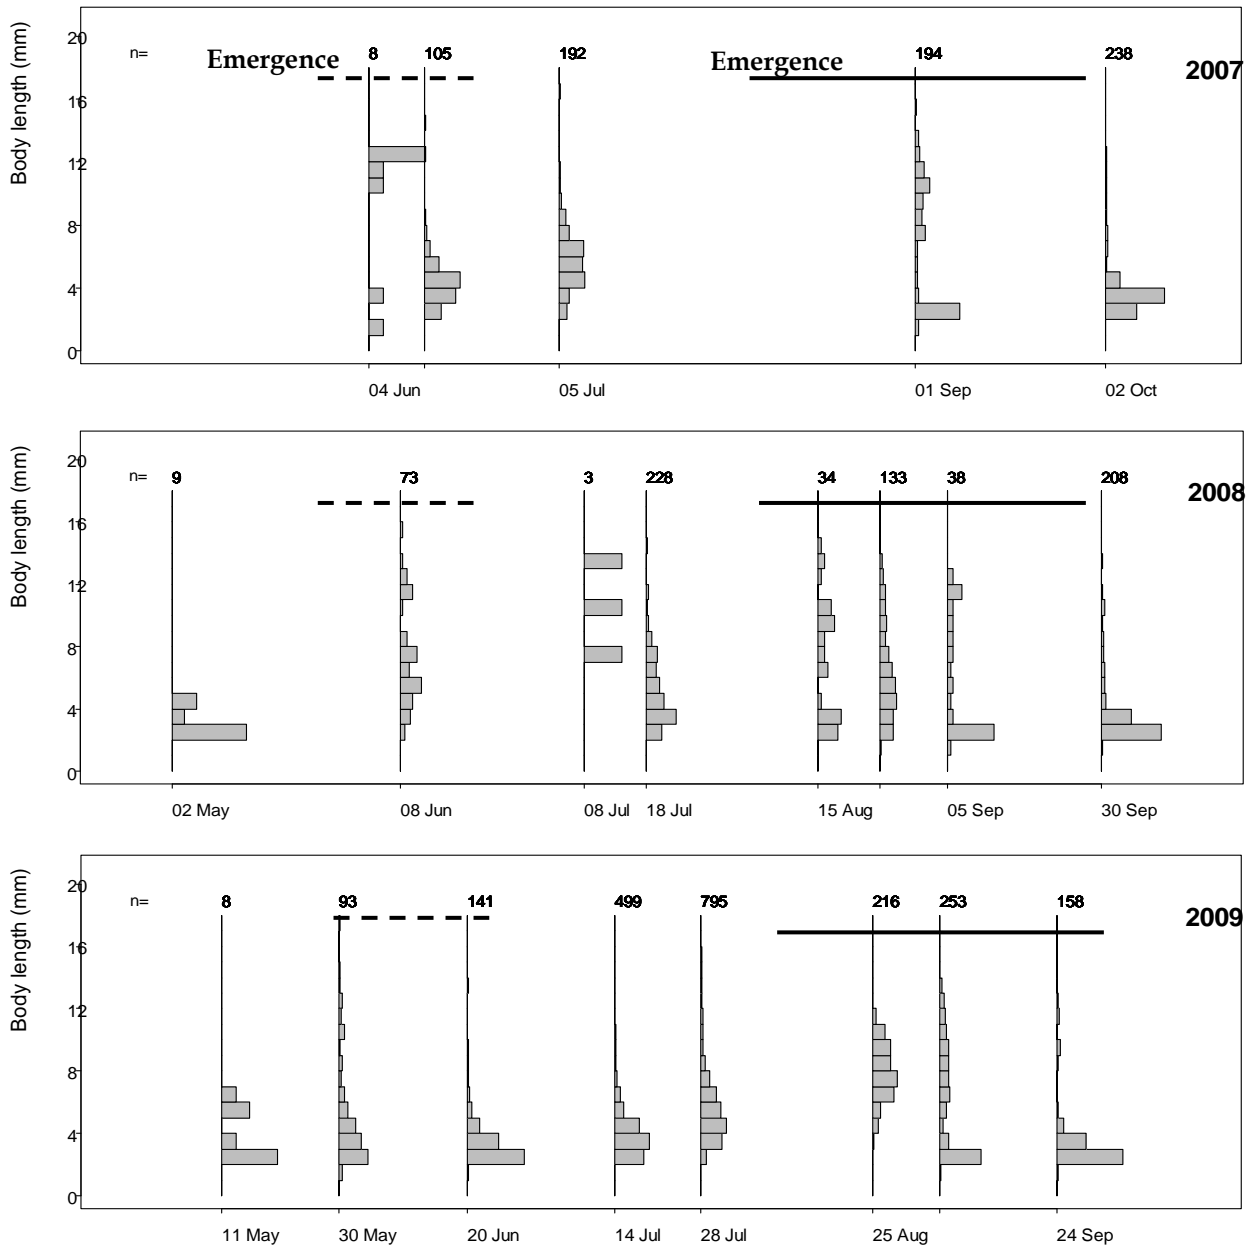 20
n=
Emergence
8
105
192
Emergence
194
238
2007
Body length (mm)
16
12
8
4
0
04 Jun
05 Jul
01 Sep
02 Oct
20
n=
9
73
3
228
34
133
38
208
2008
Body length (mm)
16
12
8
4
0
02 May
08 Jun
08 Jul
18 Jul
15 Aug
05 Sep
30 Sep
20
n=
8
93
141
499
795
216
253
158
2009
Body length (mm)
16
12
8
4
0
11 May
30 May
20 Jun
14 Jul
28 Jul
25 Aug
24 Sep